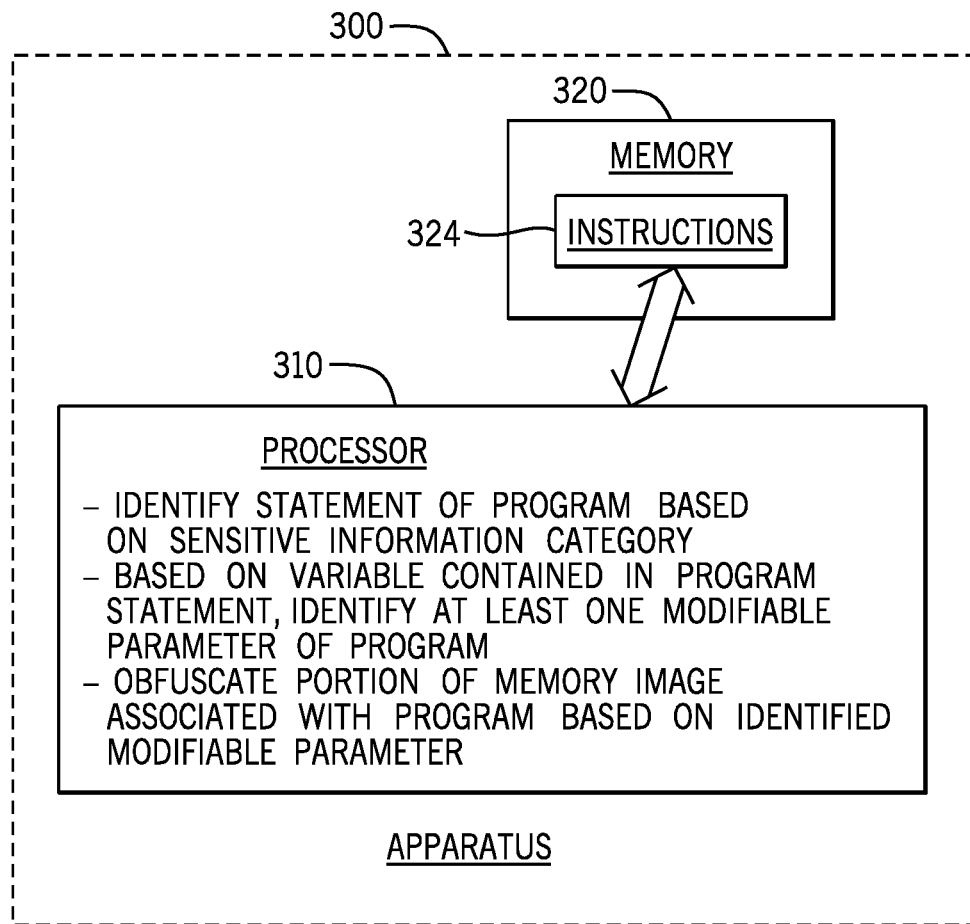 300
320
MEMORY
324
INSTRUCTIONS
310
PROCESSOR
– IDENTIFY STATEMENT OF PROGRAM BASED
ON SENSITIVE INFORMATION CATEGORY
– BASED ON VARIABLE CONTAINED IN PROGRAM
STATEMENT, IDENTIFY AT LEAST ONE MODIFIABLE
PARAMETER OF PROGRAM
– OBFUSCATE PORTION OF MEMORY IMAGE
ASSOCIATED WITH PROGRAM BASED ON IDENTIFIED
MODIFIABLE PARAMETER
APPARATUS